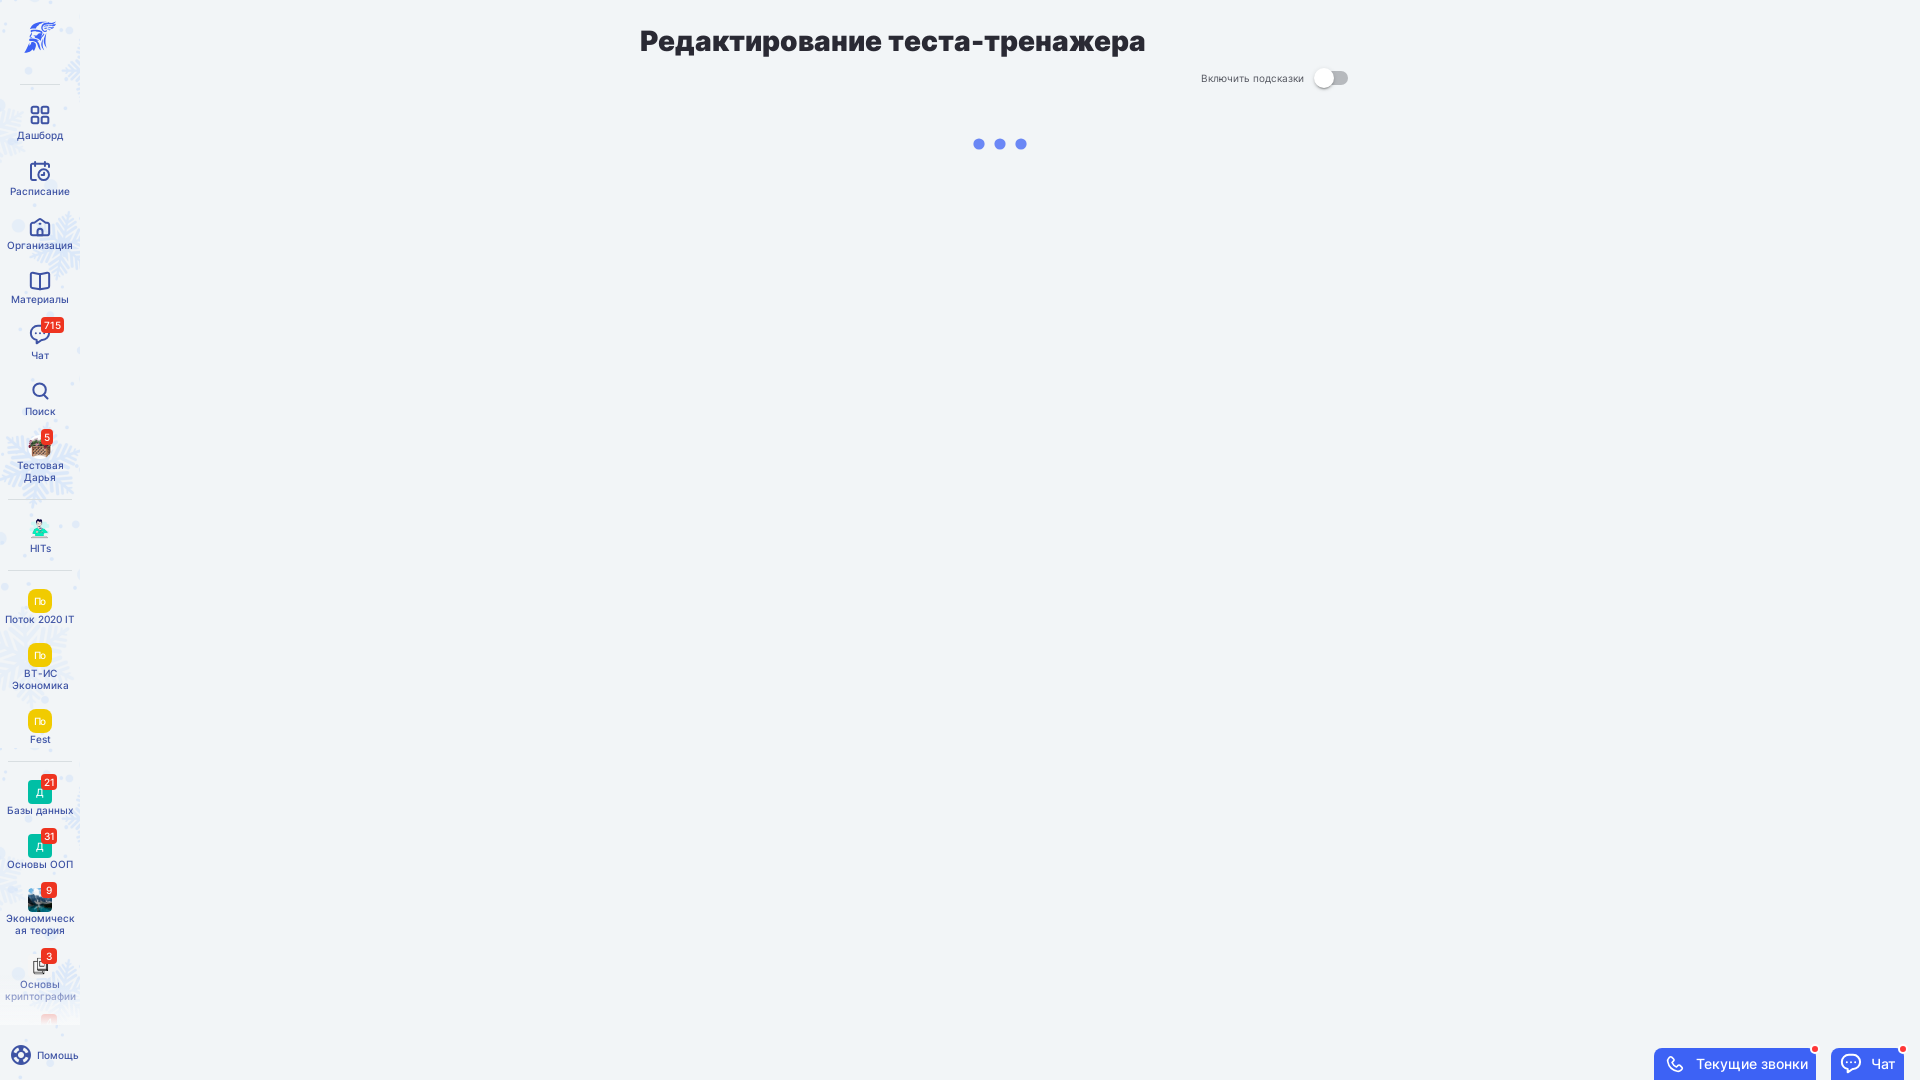 Редактирование теста-тренажера
Включить подсказки
Дашборд
Расписание
Организация
Материалы
715
Чат
Поиск
5
Тестовая
Дарья
HITs
По
Поток 2020 IT
По
ВТ-ИС
Экономика
По
Fest
21
Д
Базы данных
31
Д
Основы ООП
9
Экономическ
ая теория
3
Основы
криптографии
Помощь
Текущие звонки
Чат